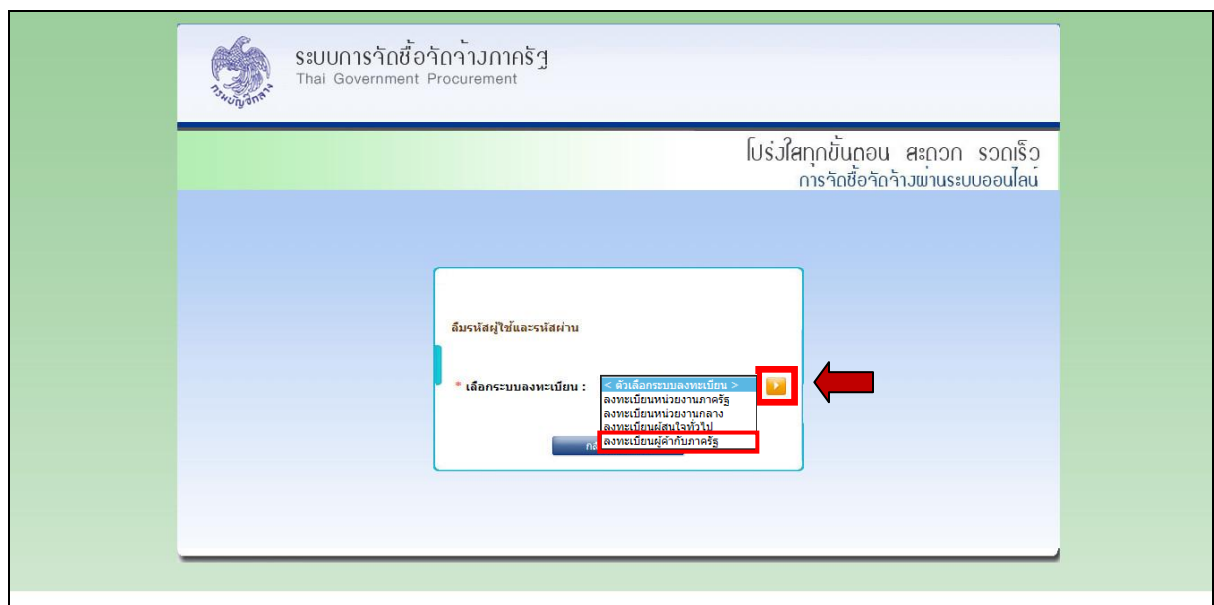 กรมบัญชีกลาง
ระบบการจัดซื้อจัดจ้างภาครัฐ
Thai Government Procurement
โปร่งใสทุกขั้นตอน สะดวก รวดเร็ว
การจัดซื้อจัดจ้างผ่านระบบออนไลน์
ลืมรหัสผู้ใช้และรหัสผ่าน
* เลือกระบบลงทะเบียน :
< ตัวเลือกระบบลงทะเบียน >
ลงทะเบียนหน่วยงานภาครัฐ
ลงทะเบียนหน่วยงานกลาง
ลงทะเบียนผู้สนใจทั่วไป
ลงทะเบียนผู้ค้ากับภาครัฐ